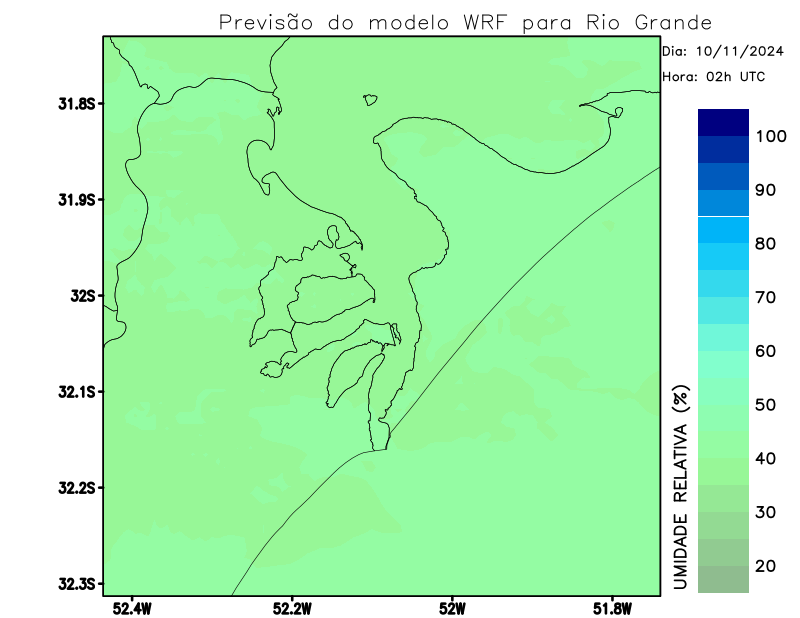 Previsão do modelo WRF para Rio Grande
Dia: 10/11/2024
Hora: 02h UTC
31.8S
31.9S
32S
32.1S
32.2S
32.3S
52.4W
52.2W
52W
51.8W
UMIDADE RELATIVA (%)
100
90
80
70
60
50
40
30
20